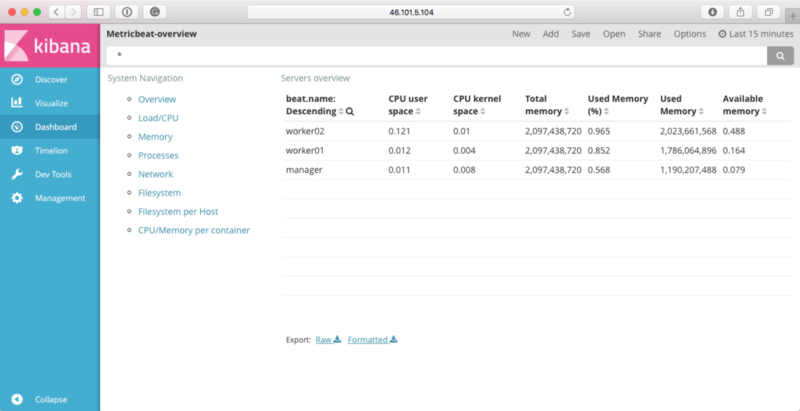 46.101.5.104
kibana
Discover
Visualize
Dashboard
Timelion
Dev Tools
Management
Collapse
Metricbeat-overview
New Add Save Open Share Options Last 15 minutes
*
System Navigation
Overview
Load/CPU
Memory
Processes
Network
Filesystem
Filesystem per Host
CPU/Memory per container
Servers overview
beat.name: CPU user CPU kernel Total Used Memory Used Available
Descending space space memory (%) Memory memory
worker02 0.121 0.01 2,097,438,720 0.965 2,023,661,568 0.488
worker01 0.012 0.004 2,097,438,720 0.852 1,786,064,896 0.164
manager 0.011 0.008 2,097,438,720 0.568 1,190,207,488 0.079
Export: Raw Formatted